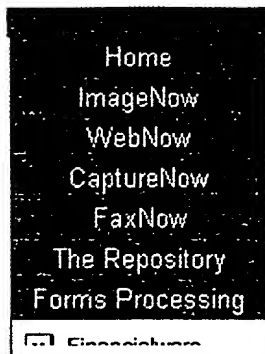 Home
ImageNow
WebNow
CaptureNow
FaxNow
The Repository
Forms Processing